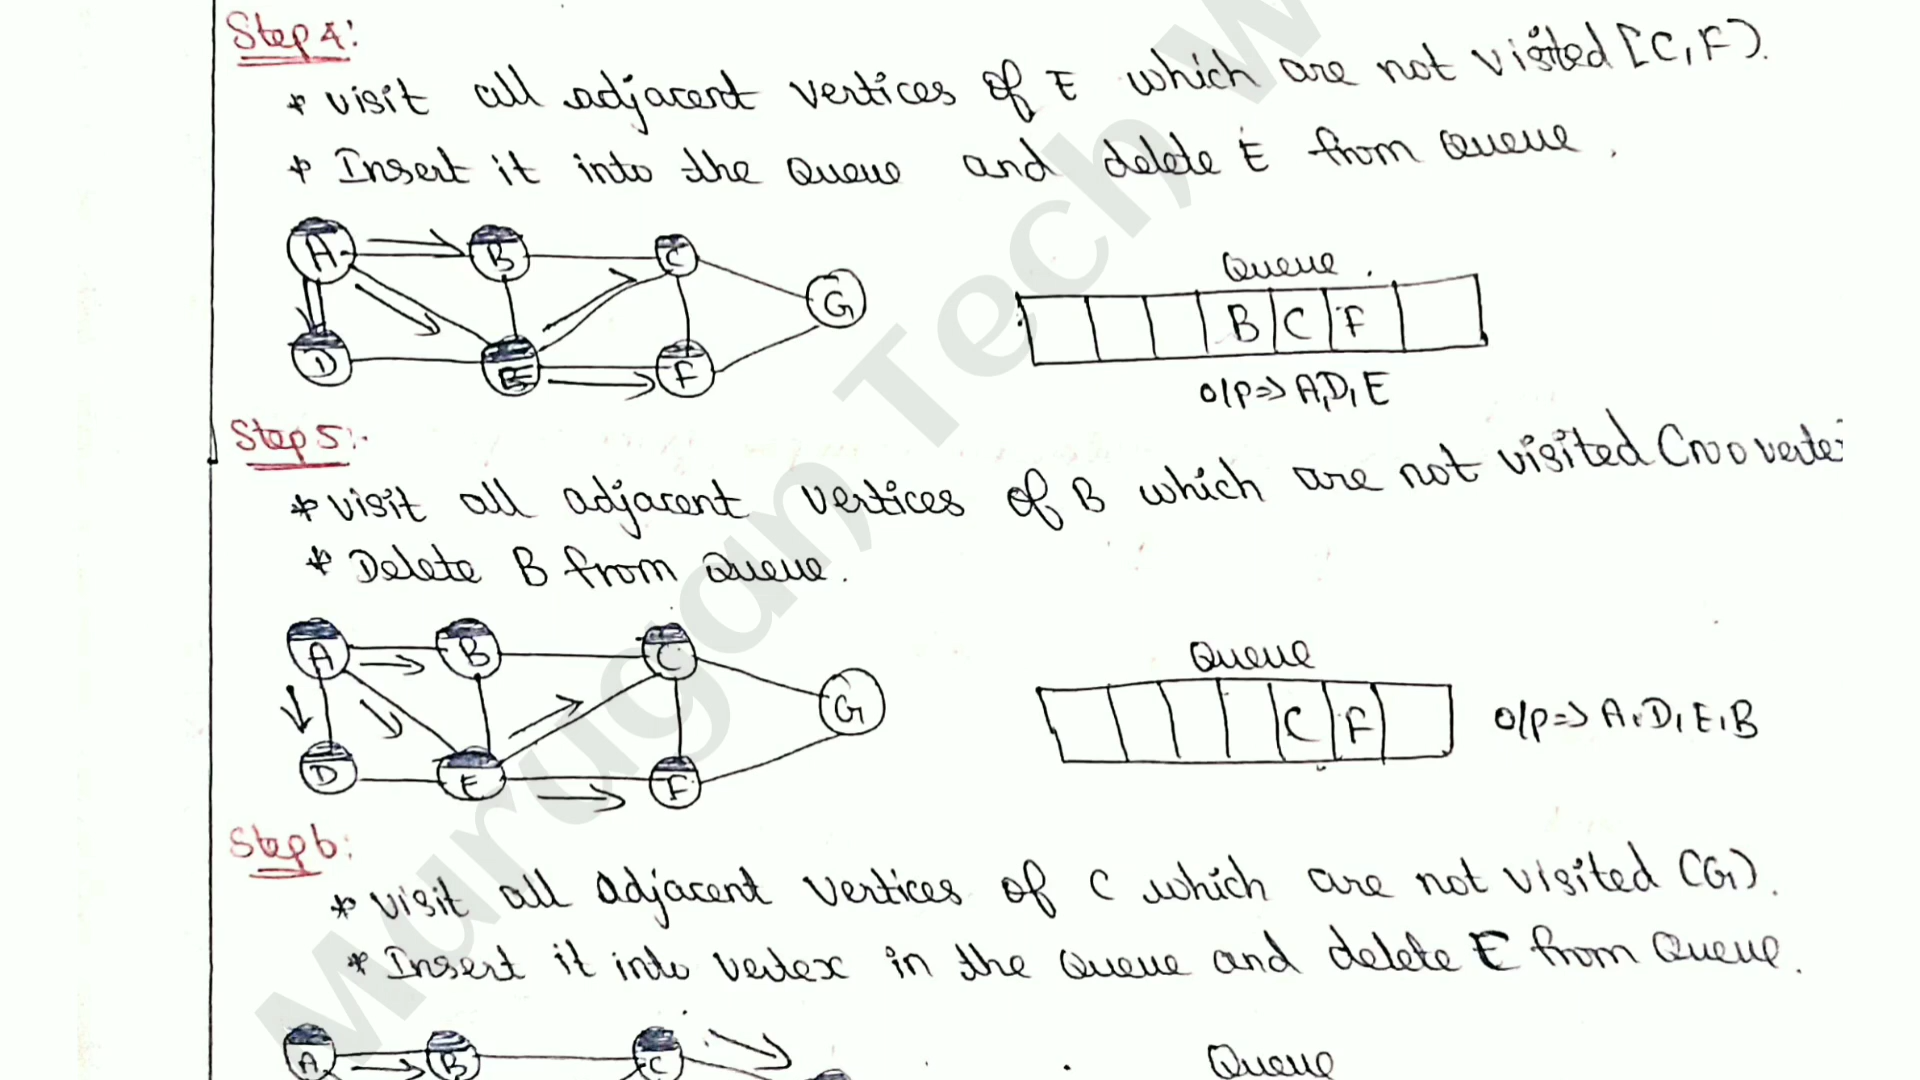 Step 4:
* visit all adjacent vertices of E which are not visited [C, F).
* Insert it into the Queue and delete E from Queue.
A B C
G
D E F
Queue.
B C F
o/p=> A, D, E
Step 5:-
* visit all adjacent vertices of B which are not visited (no verte
* Delete B from Queue.
A B C
G
D E F
Queue
C F
o/p=> A, D, E, B
Step 6:
* visit all adjacent vertices of C which are not visited (G).
* Insert it into vertex in the Queue and delete E from Queue.
A B C
Queue
Murugan Tech W